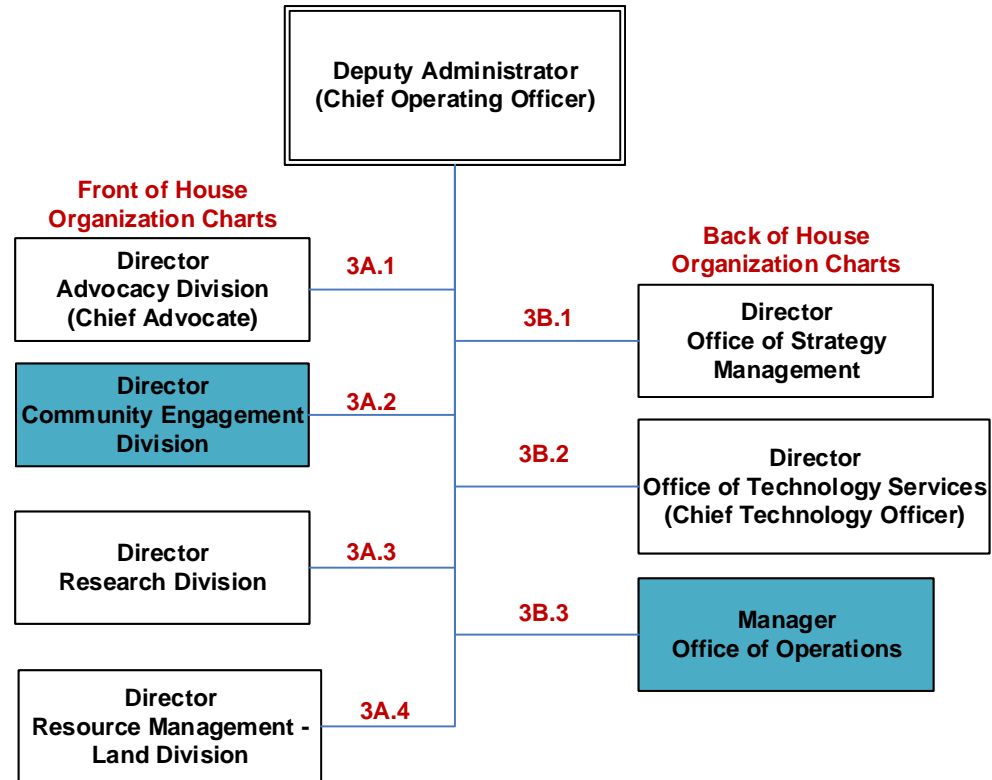 Deputy Administrator
(Chief Operating Officer)
Front of House
Organization Charts
Director
Advocacy Division
(Chief Advocate)
3A.1
Director
Community Engagement
Division
3A.2
Director
Research Division
3A.3
Director
Resource Management -
Land Division
3A.4
Back of House
Organization Charts
3B.1
Director
Office of Strategy
Management
3B.2
Director
Office of Technology Services
(Chief Technology Officer)
3B.3
Manager
Office of Operations